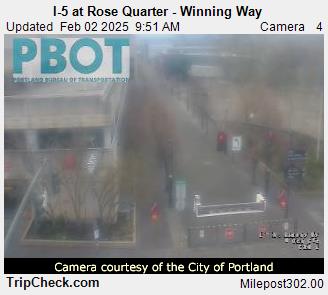 I-5 at Rose Quarter - Winning Way
Updated Feb 02 2025 9:51 AM Camera 4
PBOT
PORTLAND BUREAU OF TRANSPORTATION
Camera courtesy of the City of Portland
TripCheck.com Milepost302.00